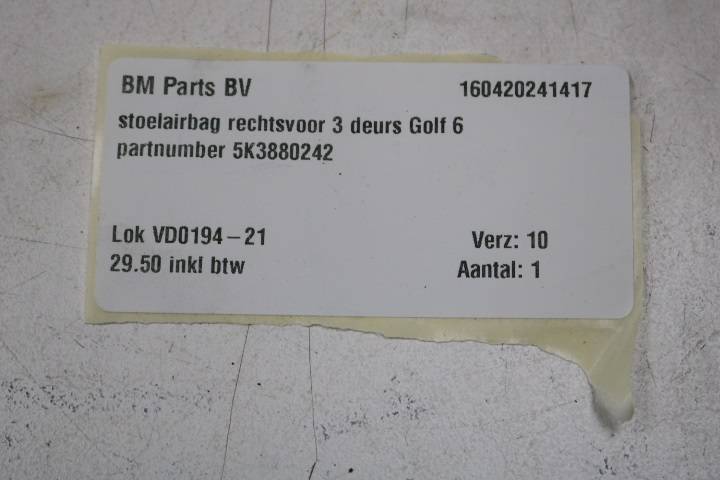 BM Parts BV 160420241417
stoelairbag rechtsvoor 3 deurs Golf 6
partnumber 5K3880242
Lok VD0194-21 Verz: 10
29.50 inkl btw Aantal: 1